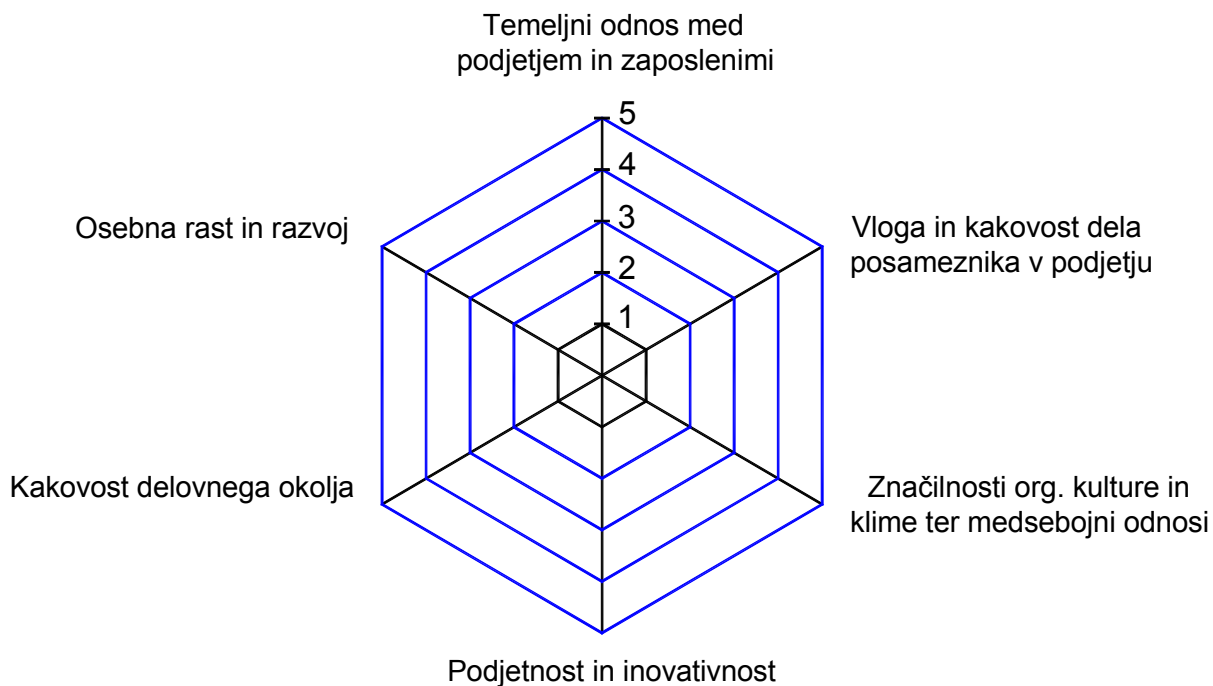 Temeljni odnos med
podjetjem in zaposlenimi
5
4
3
2
1
Osebna rast in razvoj
Vloga in kakovost dela
posameznika v podjetju
Kakovost delovnega okolja
Značilnosti org. kulture in
klime ter medsebojni odnosi
Podjetnost in inovativnost